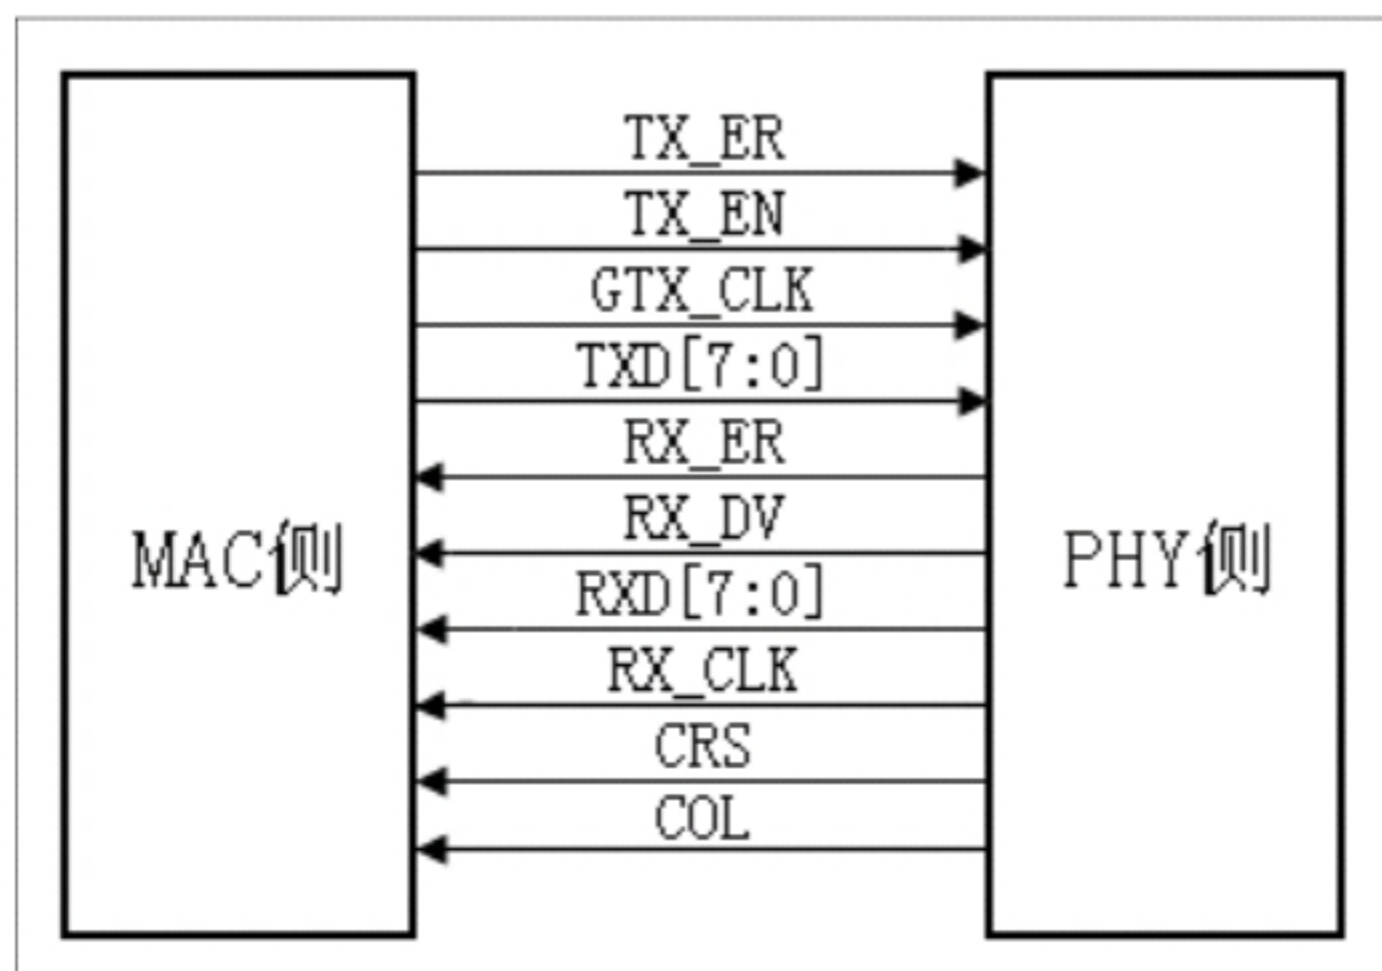 TX_ER
TX_EN
GTX_CLK
TXD[7:0]
RX_ER
RX_DV
MAC侧
PHY侧
RXD[7:0]
RX_CLK
CRS
COL